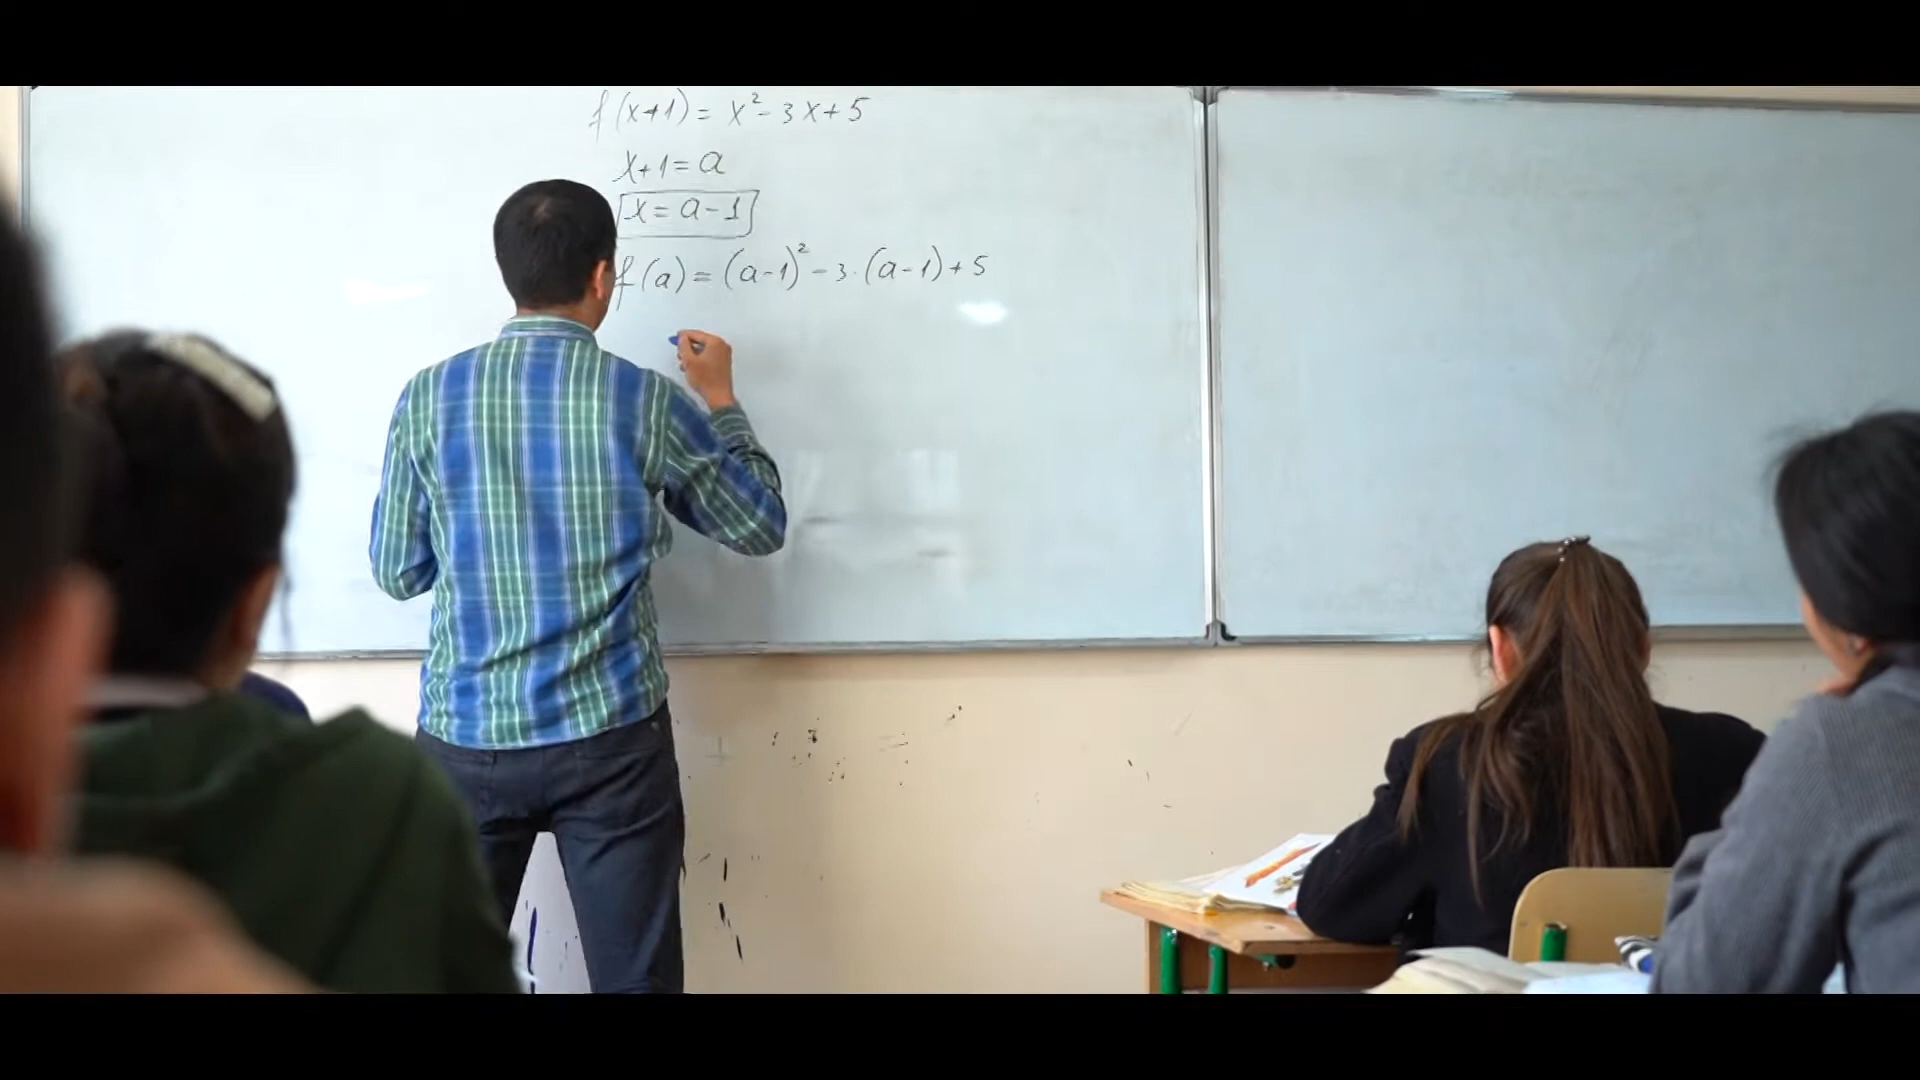 f(x+1) = x² - 3x + 5
x+1 = a
x = a - 1
f(a) = (a-1)² - 3·(a-1) + 5